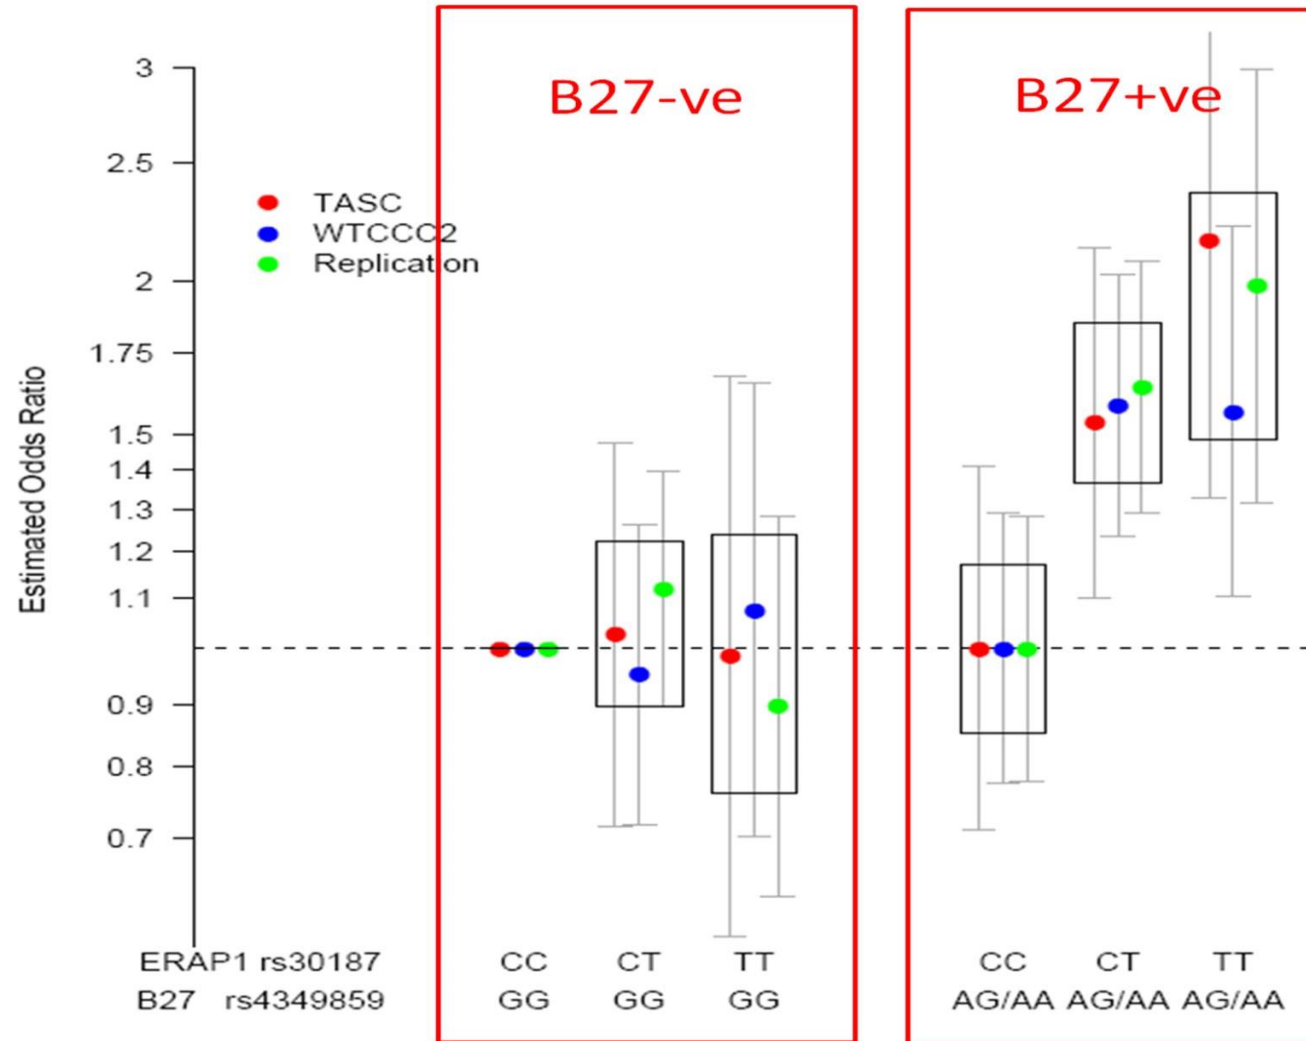 B27-ve
B27+ve
TASC
WTCCC2
Replication
Estimated Odds Ratio
3
2.5
2
1.75
1.5
1.4
1.3
1.2
1.1
0.9
0.8
0.7
ERAP1 rs30187 CC CT TT CC CT TT
B27 rs4349859 GG GG GG AG/AA AG/AA AG/AA